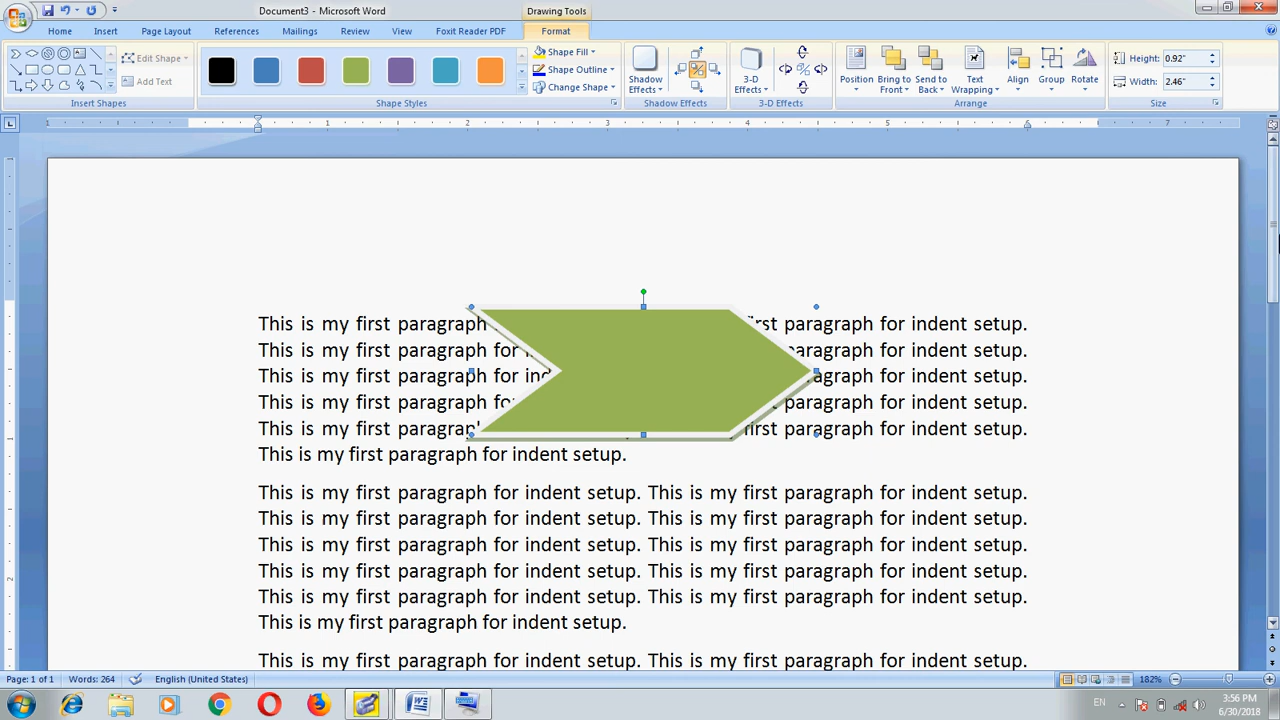 Document3 - Microsoft Word
Drawing Tools
Home Insert Page Layout References Mailings Review View Foxit Reader PDF Format
Edit Shape
Add Text
Insert Shapes
Shape Fill
Shape Outline
Change Shape
Shape Styles
Shadow Effects
Shadow Effects
3-D Effects
3-D Effects
Position
Bring to Front
Send to Back
Text Wrapping
Align
Group
Rotate
Arrange
Height: 0.92"
Width: 2.46"
Size
1 1 2 3 4 5 6 7
This is my first paragraph first paragraph for indent setup.
This is my first paragraph for paragraph for indent setup.
This is my first paragraph for ind paragraph for indent setup.
This is my first paragraph for paragraph for indent setup.
This is my first paragraph first paragraph for indent setup.
This is my first paragraph for indent setup.
This is my first paragraph for indent setup. This is my first paragraph for indent setup.
This is my first paragraph for indent setup. This is my first paragraph for indent setup.
This is my first paragraph for indent setup. This is my first paragraph for indent setup.
This is my first paragraph for indent setup. This is my first paragraph for indent setup.
This is my first paragraph for indent setup. This is my first paragraph for indent setup.
This is my first paragraph for indent setup.
This is my first paragraph for indent setup. This is my first paragraph for indent setup.
Page: 1 of 1 Words: 264 English (United States) 182%
EN 3:56 PM
6/30/2018